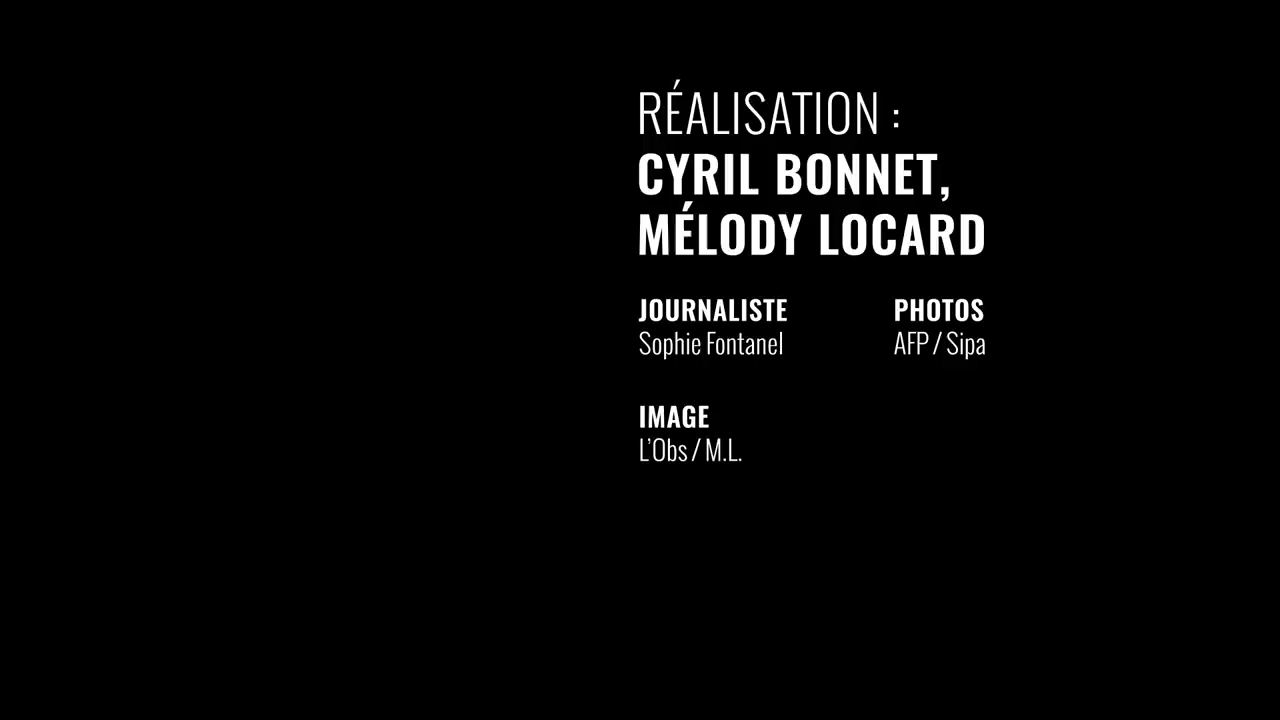 RÉALISATION :
CYRIL BONNET,
MÉLODY LOCARD
JOURNALISTE
Sophie Fontanel
PHOTOS
AFP / Sipa
IMAGE
L'Obs / M.L.